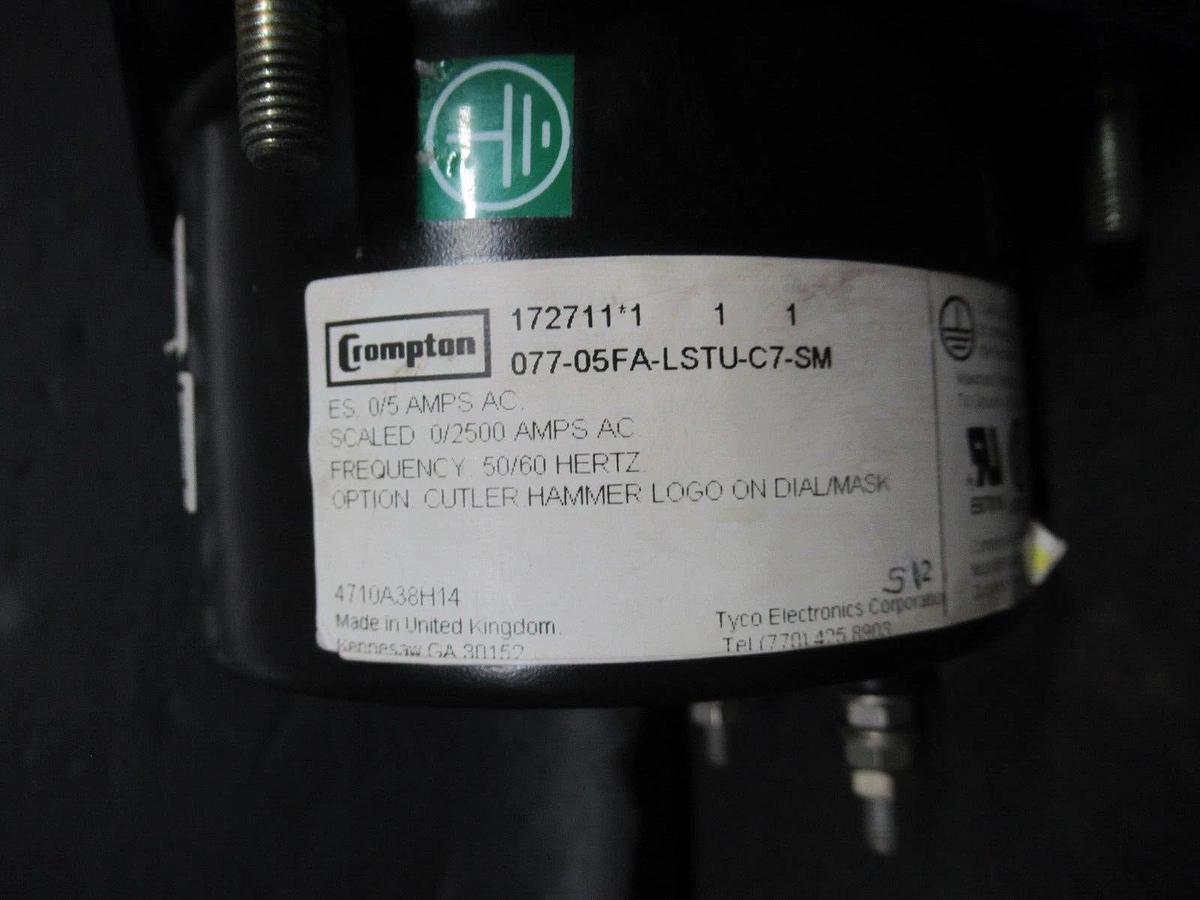 Crompton
172711*1 1 1
077-05FA-LSTU-C7-SM
ES. 0/5 AMPS AC.
SCALED 0/2500 AMPS AC
FREQUENCY 50/60 HERTZ.
OPTION CUTLER HAMMER LOGO ON DIAL/MASK
4710A38H14
Made in United Kingdom.
Kennesaw GA 30152
Tyco Electronics Corporation
Tel (770) 425 8903